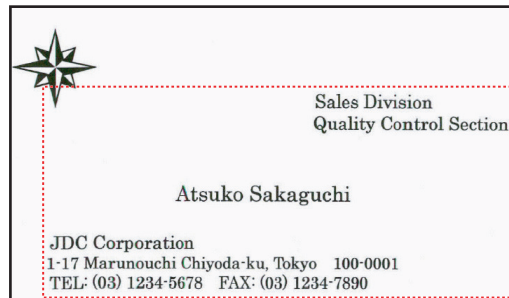 Sales Division
Quality Control Section
Atsuko Sakaguchi
JDC Corporation
1-17 Marunouchi Chiyoda-ku, Tokyo 100-0001
TEL: (03) 1234-5678 FAX: (03) 1234-7890